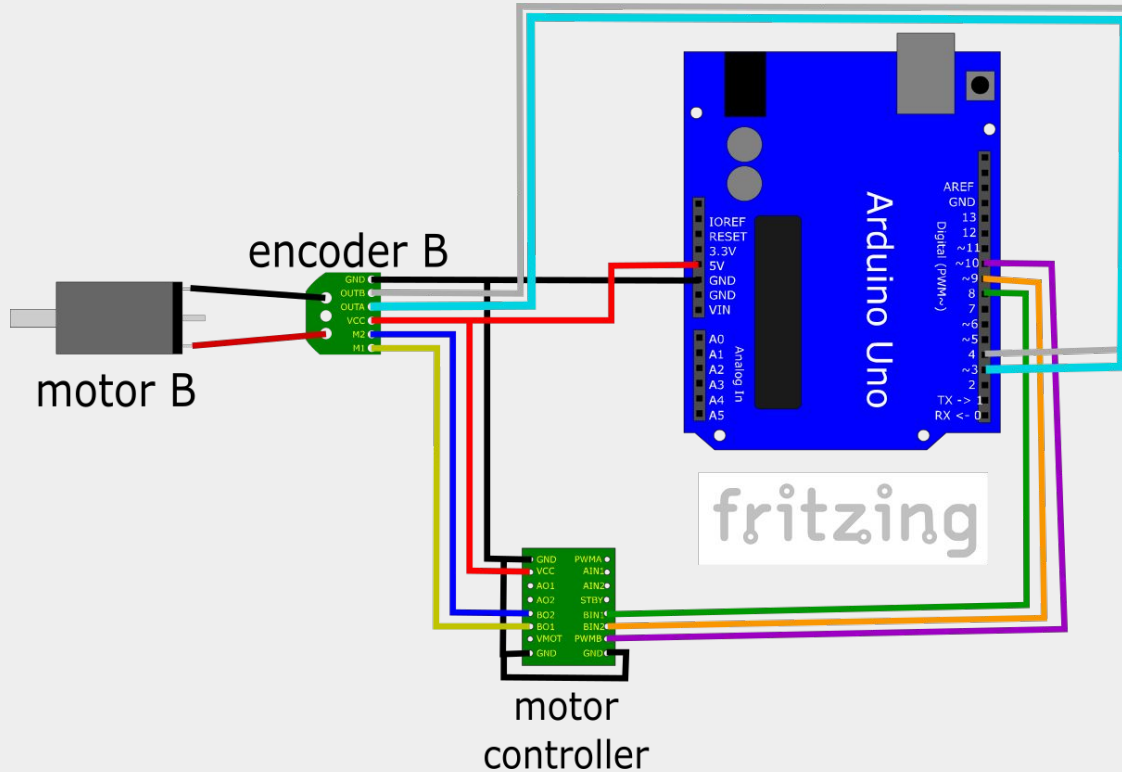 encoder B
GND
OUTB
OUTA
VCC
M2
M1
motor B
IOREF
RESET
3.3V
5V
GND
GND
VIN
A0
A1
A2
A3
A4
A5
Analog In
Arduino Uno
Digital (PWM~)
AREF
GND
13
12
~11
~10
~9
8
7
~6
~5
4
~3
2
TX -> 1
RX <- 0
fritzing
GND
VCC
AO1
AO2
BO2
BO1
VMOT
GND
PWMA
AIN1
AIN2
STBY
BIN1
BIN2
PWMB
GND
motor
controller